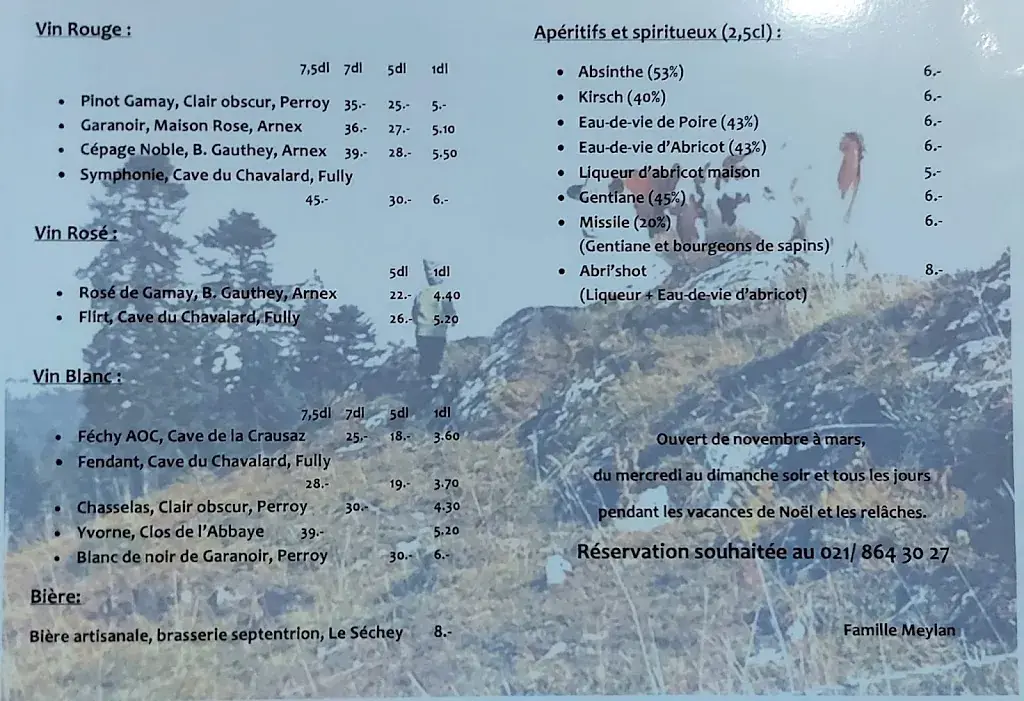 Vin Rouge :
7,5dl 7dl 5dl 1dl
• Pinot Gamay, Clair obscur, Perroy 35.- 25.- 5.-
• Garanoir, Maison Rose, Arnex 36.- 27.- 5.10
• Cépage Noble, B. Gauthey, Arnex 39.- 28.- 5.50
• Symphonie, Cave du Chavalard, Fully
45.- 30.- 6.-
Vin Rosé :
5dl 1dl
• Rosé de Gamay, B. Gauthey, Arnex 22.- 4.40
• Flirt, Cave du Chavalard, Fully 26.- 5.20
Vin Blanc :
7,5dl 7dl 5dl 1dl
• Féchy AOC, Cave de la Crausaz 25.- 18.- 3.60
• Fendant, Cave du Chavalard, Fully
28.- 19.- 3.70
• Chasselas, Clair obscur, Perroy 30.- 4.30
• Yvorne, Clos de l'Abbaye 39.- 5.20
• Blanc de noir de Garanoir, Perroy 30.- 6.-
Bière:
Bière artisanale, brasserie septentrion, Le Séchey 8.-
Apéritifs et spiritueux (2,5cl) :
• Absinthe (53%) 6.-
• Kirsch (40%) 6.-
• Eau-de-vie de Poire (43%) 6.-
• Eau-de-vie d'Abricot (43%) 6.-
• Liqueur d'abricot maison 5.-
• Gentiane (45%) 6.-
• Missile (20%) 6.-
(Gentiane et bourgeons de sapins)
• Abri'shot 8.-
(Liqueur + Eau-de-vie d'abricot)
Ouvert de novembre à mars,
du mercredi au dimanche soir et tous les jours
pendant les vacances de Noël et les relâches.
Réservation souhaitée au 021/ 864 30 27
Famille Meylan